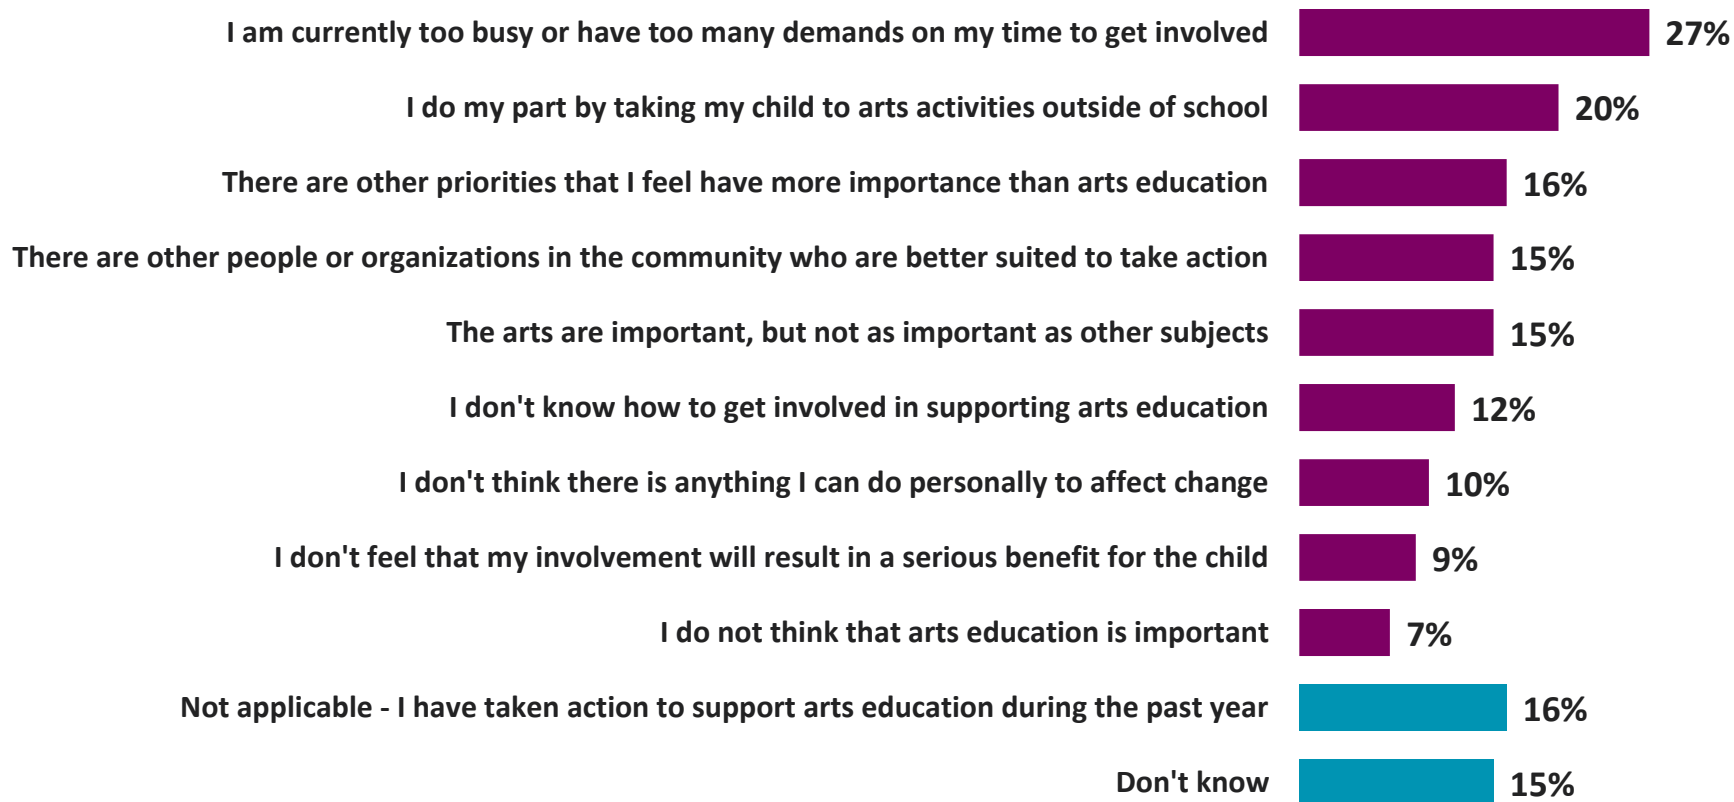 I am currently too busy or have too many demands on my time to get involved 27%
I do my part by taking my child to arts activities outside of school 20%
There are other priorities that I feel have more importance than arts education 16%
There are other people or organizations in the community who are better suited to take action 15%
The arts are important, but not as important as other subjects 15%
I don't know how to get involved in supporting arts education 12%
I don't think there is anything I can do personally to affect change 10%
I don't feel that my involvement will result in a serious benefit for the child 9%
I do not think that arts education is important 7%
Not applicable - I have taken action to support arts education during the past year 16%
Don't know 15%